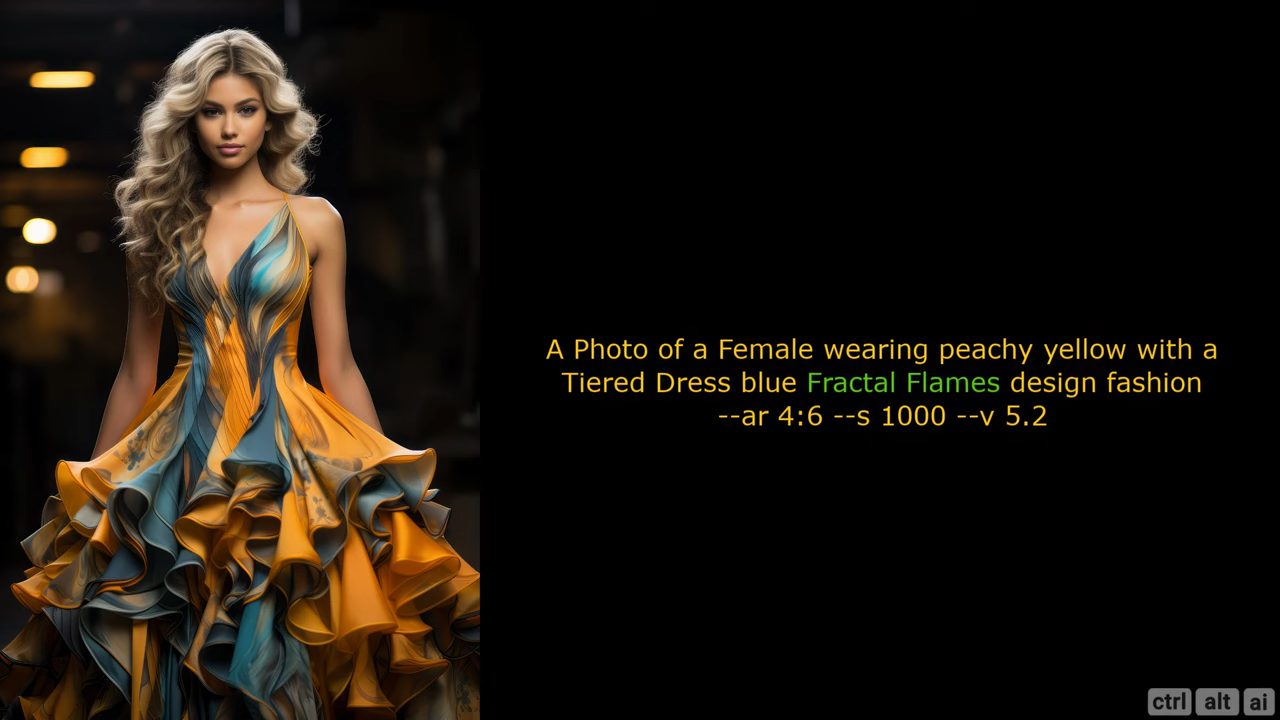 A Photo of a Female wearing peachy yellow with a
Tiered Dress blue Fractal Flames design fashion
--ar 4:6 --s 1000 --v 5.2
ctrl alt ai